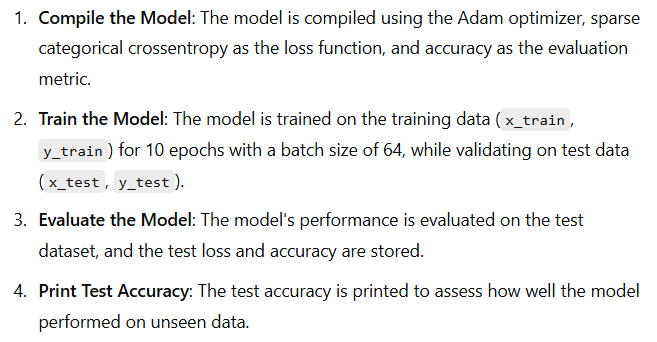 1. Compile the Model: The model is compiled using the Adam optimizer, sparse
categorical crossentropy as the loss function, and accuracy as the evaluation
metric.
2. Train the Model: The model is trained on the training data ( x_train ,
y_train ) for 10 epochs with a batch size of 64, while validating on test data
( x_test , y_test ).
3. Evaluate the Model: The model's performance is evaluated on the test
dataset, and the test loss and accuracy are stored.
4. Print Test Accuracy: The test accuracy is printed to assess how well the model
performed on unseen data.